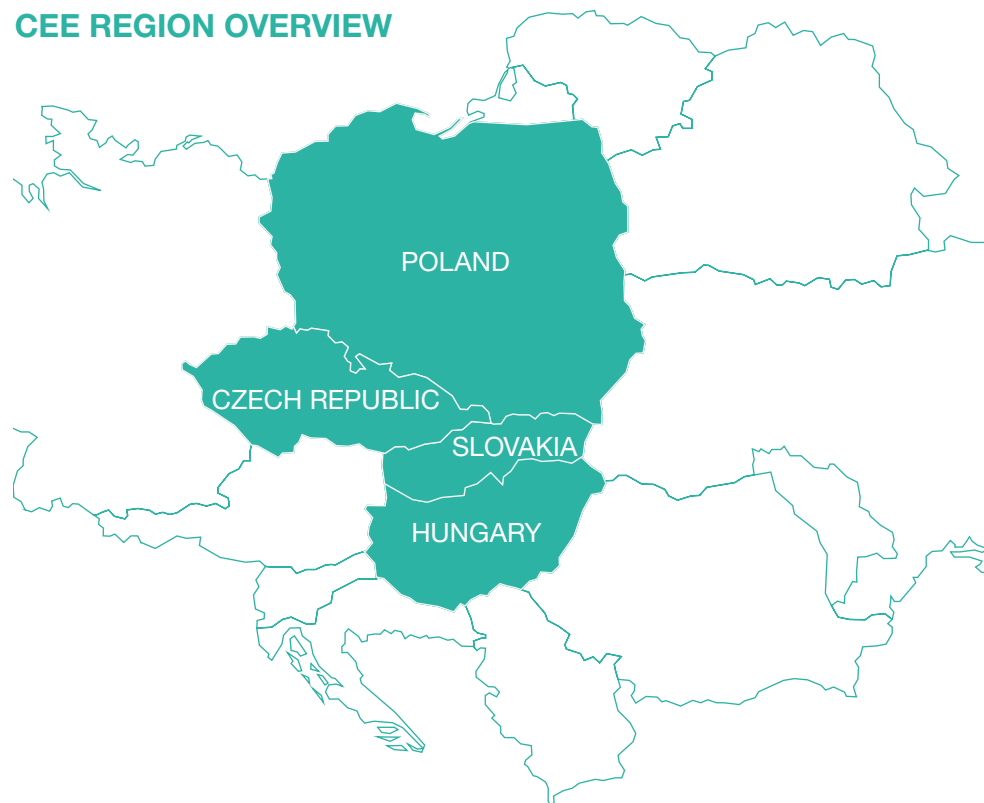 CEE REGION OVERVIEW
POLAND
CZECH REPUBLIC
SLOVAKIA
HUNGARY